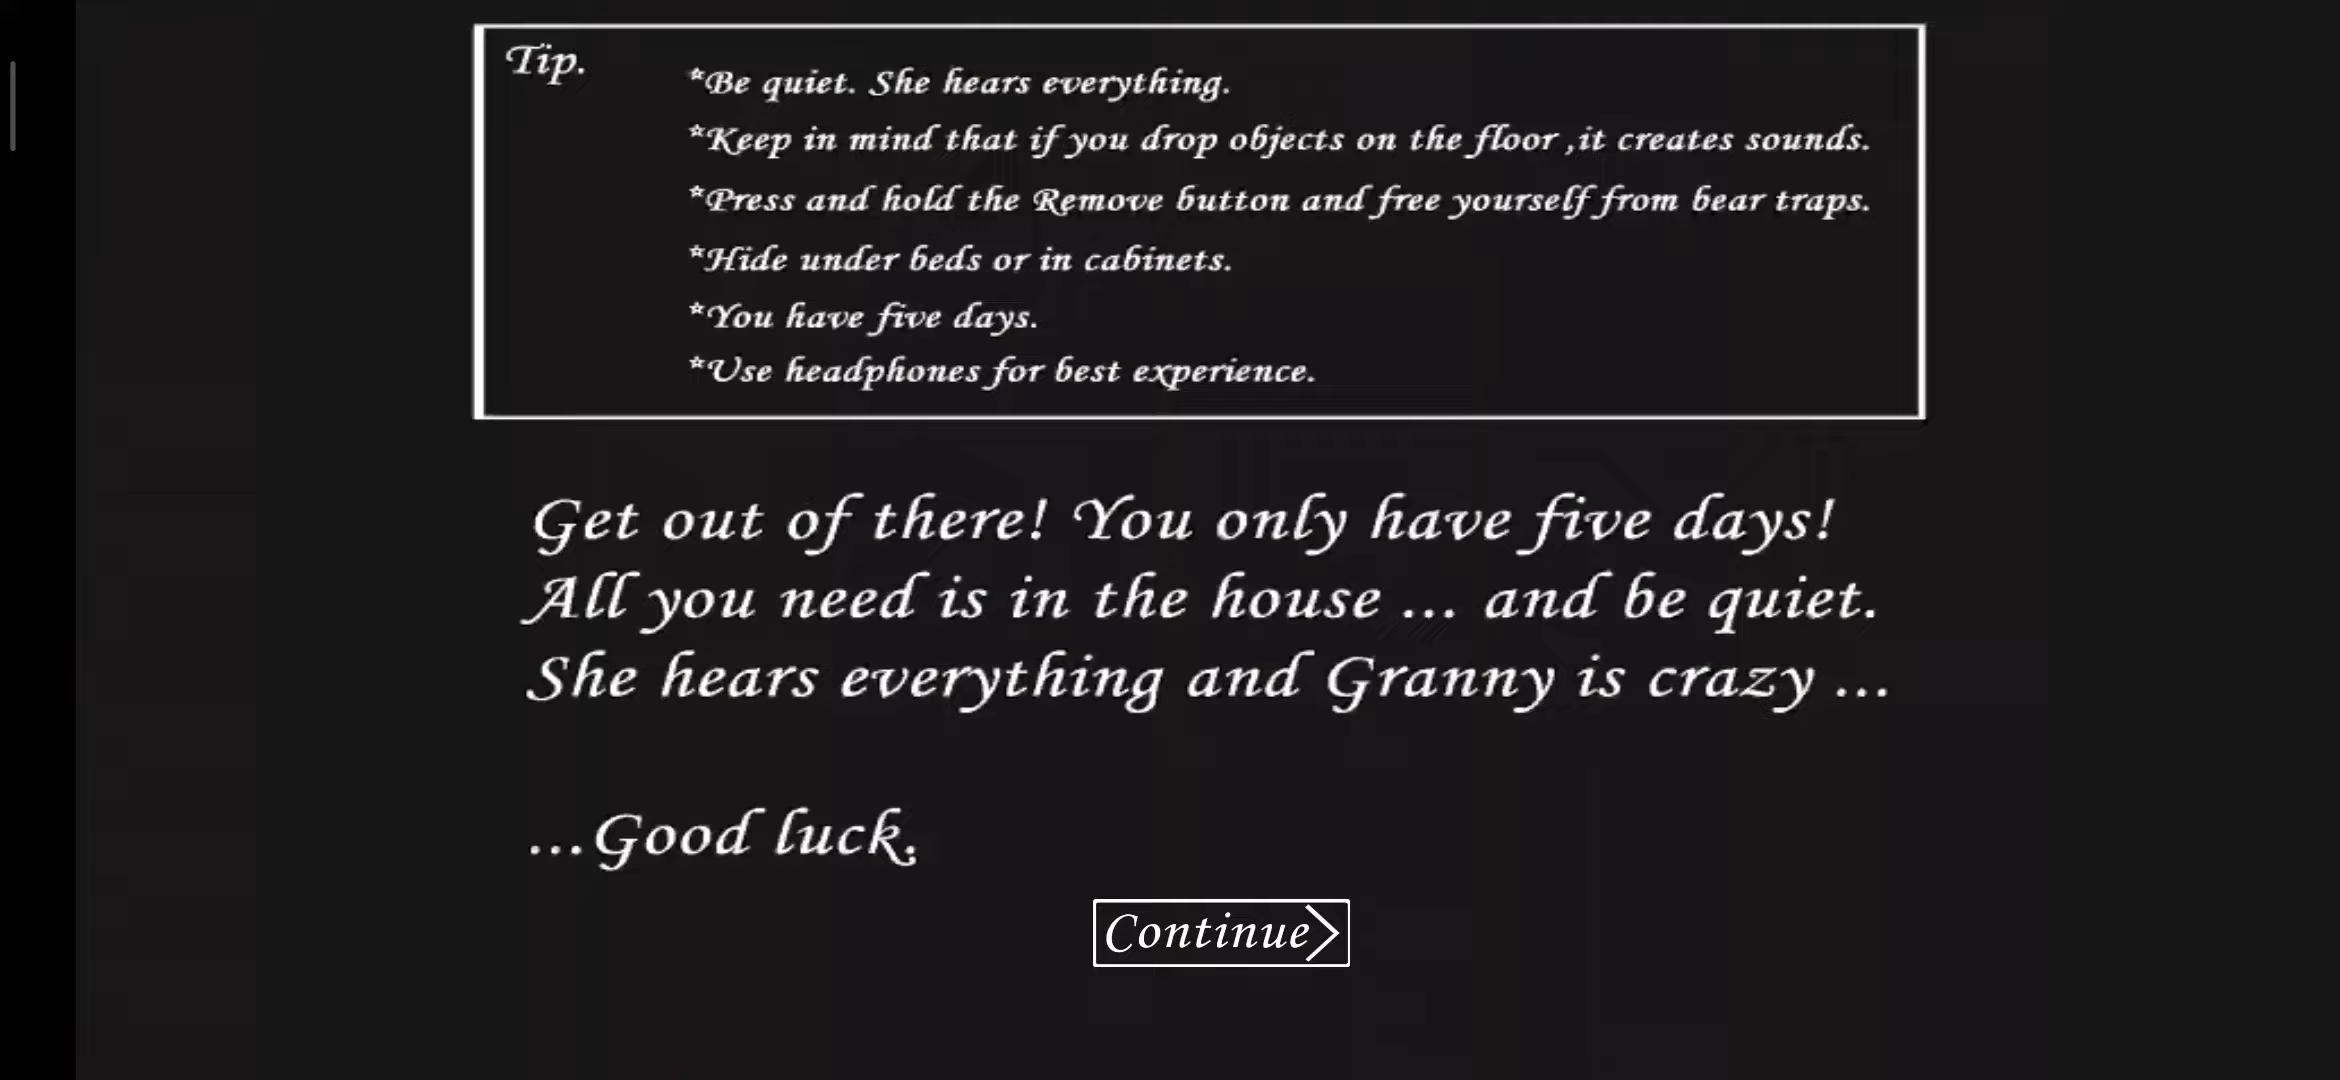 Tip.
*Be quiet. She hears everything.
*Keep in mind that if you drop objects on the floor ,it creates sounds.
*Press and hold the Remove button and free yourself from bear traps.
*Hide under beds or in cabinets.
*You have five days.
*Use headphones for best experience.
Get out of there! You only have five days!
All you need is in the house ... and be quiet.
She hears everything and Granny is crazy ...
...Good luck.
Continue>